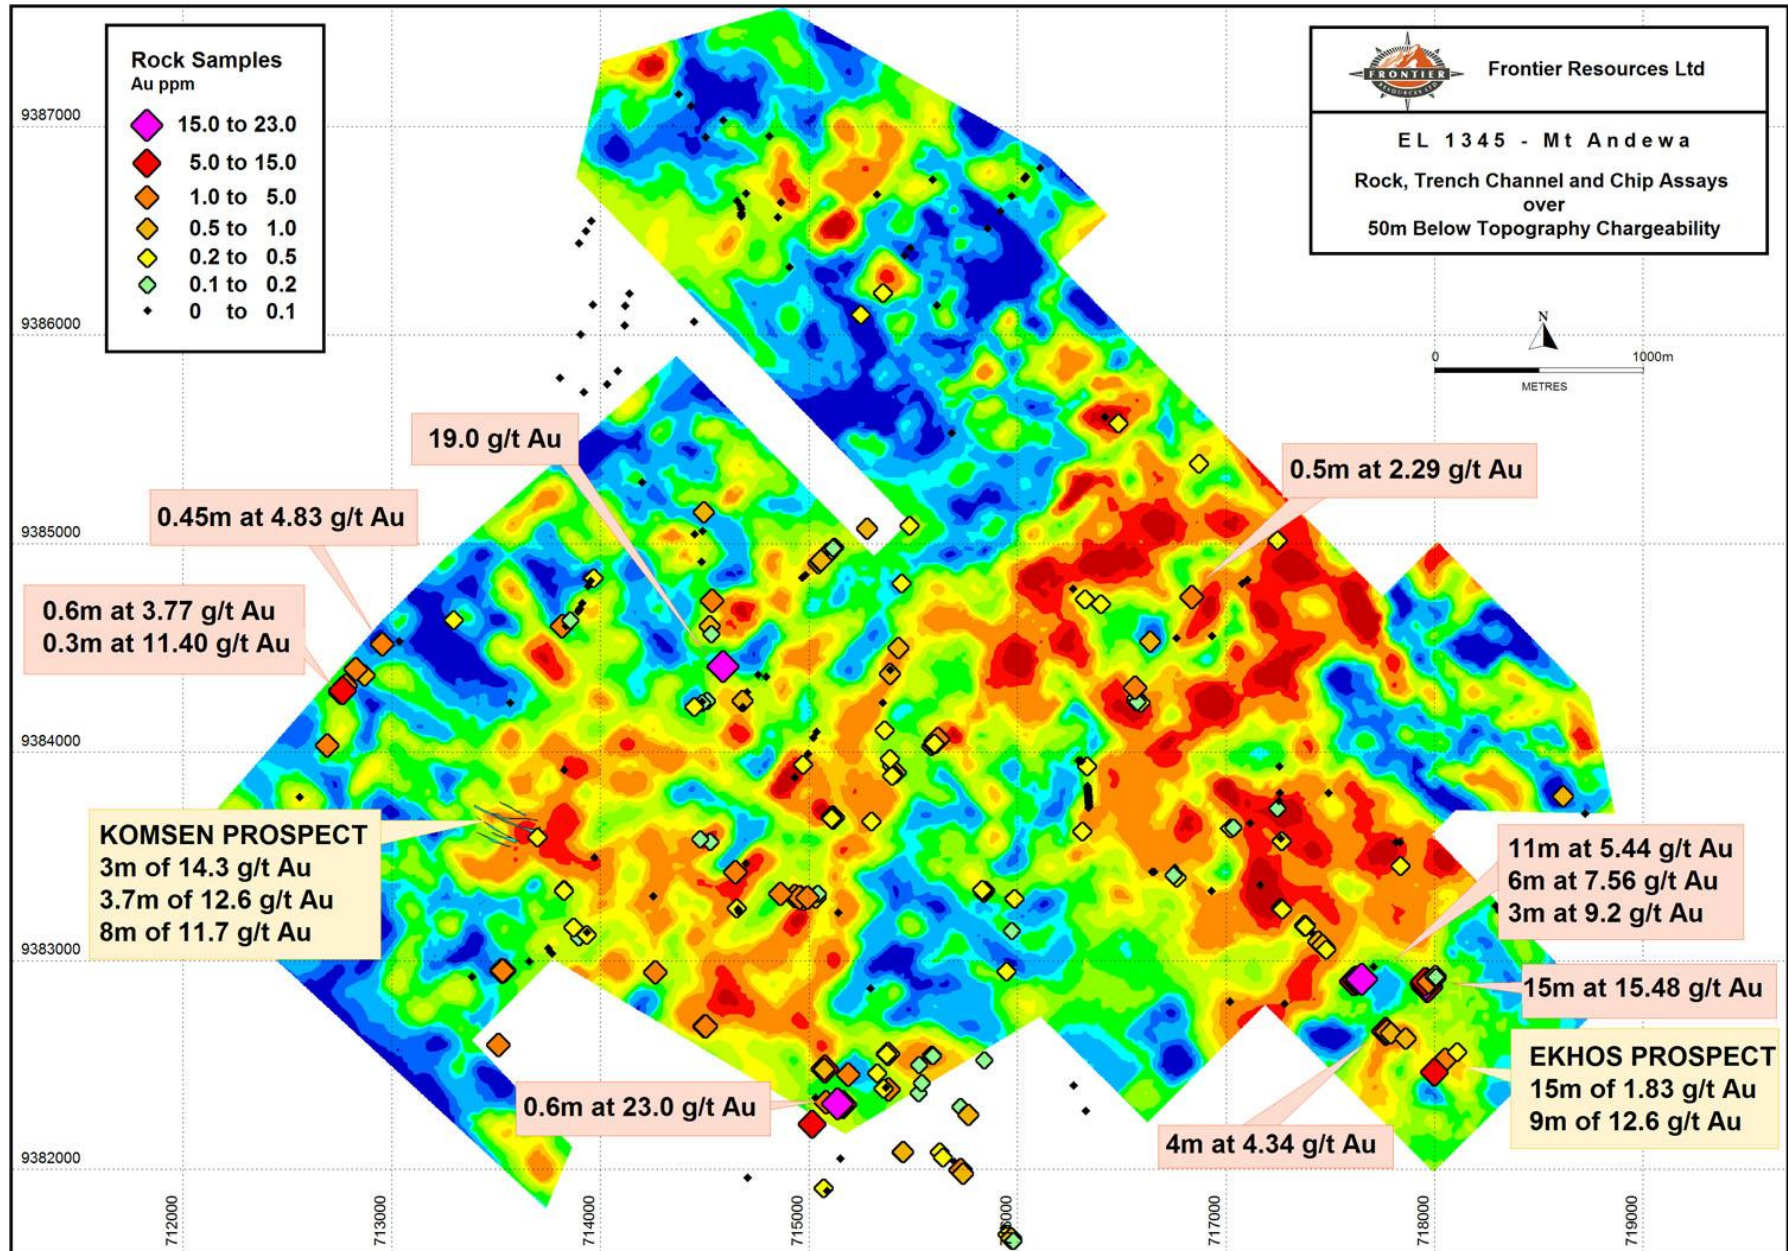 Rock Samples
Au ppm
15.0 to 23.0
5.0 to 15.0
1.0 to 5.0
0.5 to 1.0
0.2 to 0.5
0.1 to 0.2
0 to 0.1
FRONTIER
RESOURCES LTD
Frontier Resources Ltd
EL 1345 - Mt Andewa
Rock, Trench Channel and Chip Assays
over
50m Below Topography Chargeability
N
0 1000m
METRES
9387000
9386000
9385000
9384000
9383000
9382000
19.0 g/t Au
0.5m at 2.29 g/t Au
0.45m at 4.83 g/t Au
0.6m at 3.77 g/t Au
0.3m at 11.40 g/t Au
KOMSEN PROSPECT
3m of 14.3 g/t Au
3.7m of 12.6 g/t Au
8m of 11.7 g/t Au
11m at 5.44 g/t Au
6m at 7.56 g/t Au
3m at 9.2 g/t Au
15m at 15.48 g/t Au
EKHOS PROSPECT
15m of 1.83 g/t Au
9m of 12.6 g/t Au
0.6m at 23.0 g/t Au
4m at 4.34 g/t Au
712000
713000
714000
715000
716000
717000
718000
719000